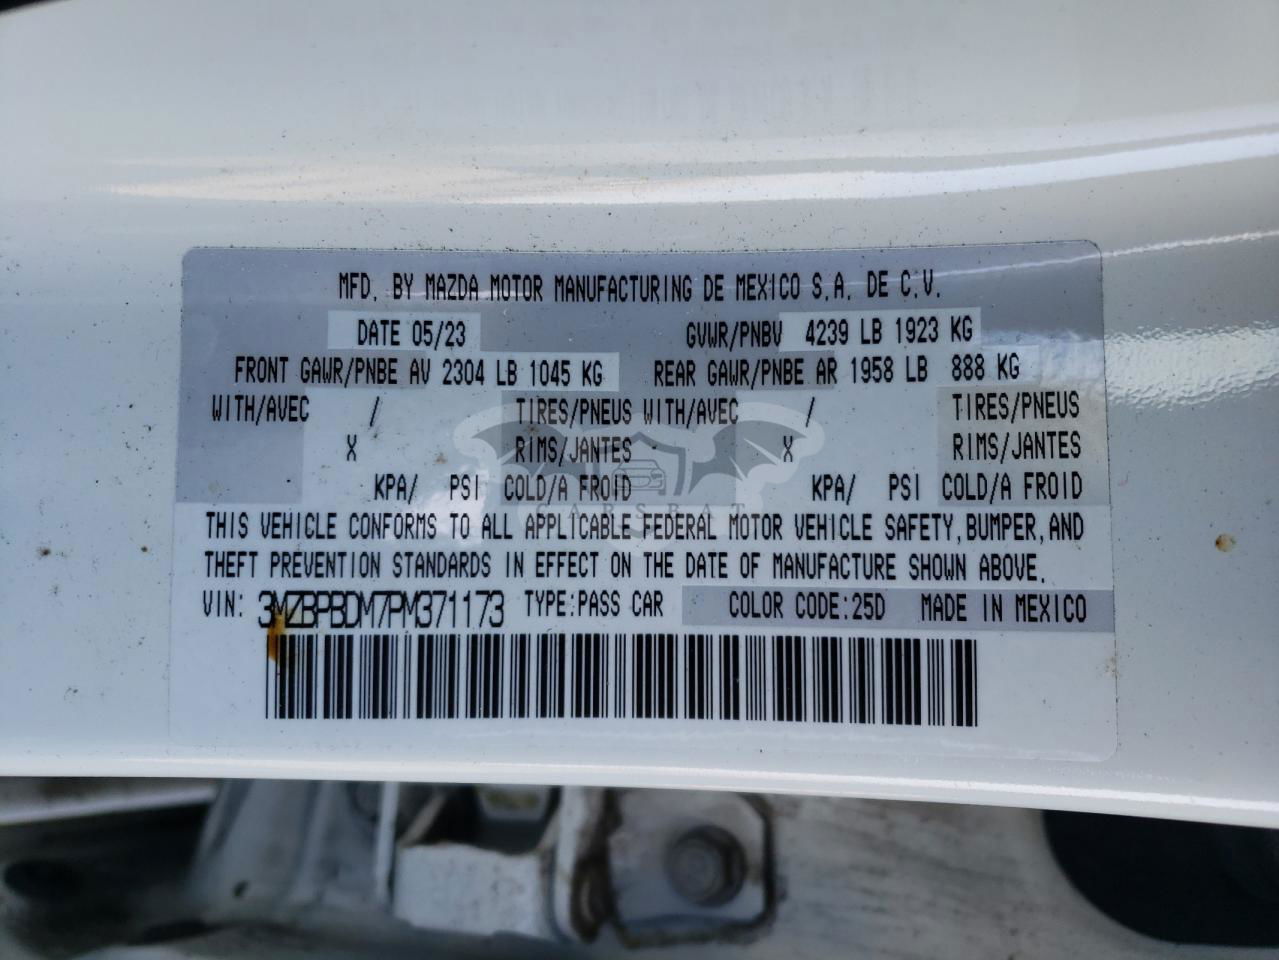 MFD. BY MAZDA MOTOR MANUFACTURING DE MEXICO S.A. DE C.V.
DATE 05/23 GVWR/PNBV 4239 LB 1923 KG
FRONT GAWR/PNBE AV 2304 LB 1045 KG REAR GAWR/PNBE AR 1958 LB 888 KG
WITH/AVEC / TIRES/PNEUS WITH/AVEC / TIRES/PNEUS
X RIMS/JANTES X RIMS/JANTES
KPA/ PSI COLD/A FROID KPA/ PSI COLD/A FROID
CARSBAT
THIS VEHICLE CONFORMS TO ALL APPLICABLE FEDERAL MOTOR VEHICLE SAFETY, BUMPER, AND
THEFT PREVENTION STANDARDS IN EFFECT ON THE DATE OF MANUFACTURE SHOWN ABOVE.
VIN: 3MZBPBDM7PM371173 TYPE:PASS CAR COLOR CODE:25D MADE IN MEXICO